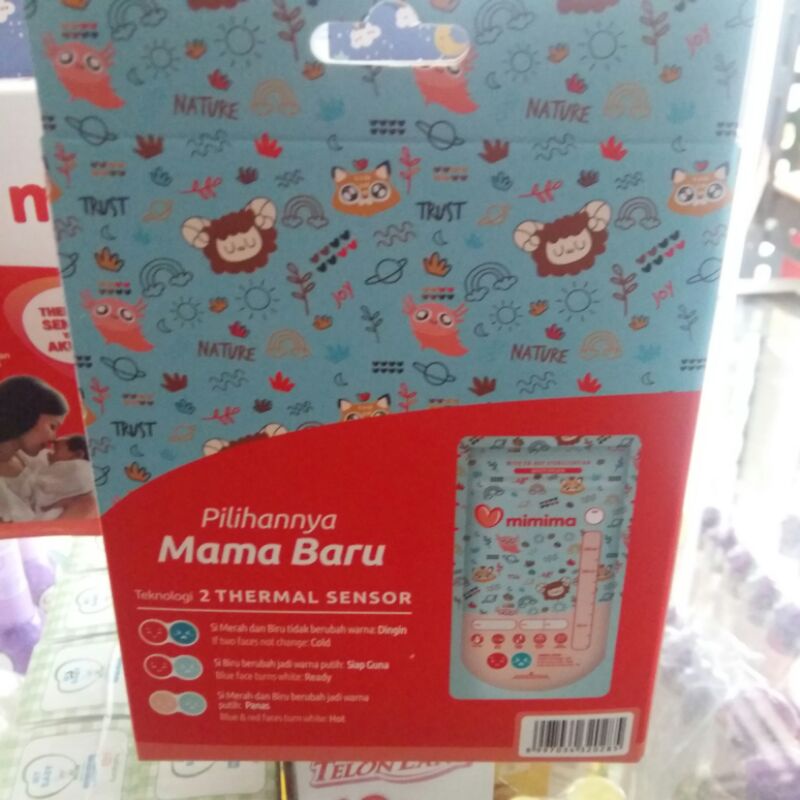 NATURE
NATURE
JOY
TRUST
TRUST
JOY
JOY
NATURE
NATURE
TRUST
Pilihannya
Mama Baru
Teknologi 2 THERMAL SENSOR
Si Merah dan Biru tidak berubah warna: Dingin
If two faces not change: Cold
Si Biru berubah jadi warna putih: Siap Guna
Blue face turns white: Ready
Si Merah dan Biru berubah jadi warna
putih: Panas
Blue & red faces turn white: Hot
mimima
TELON